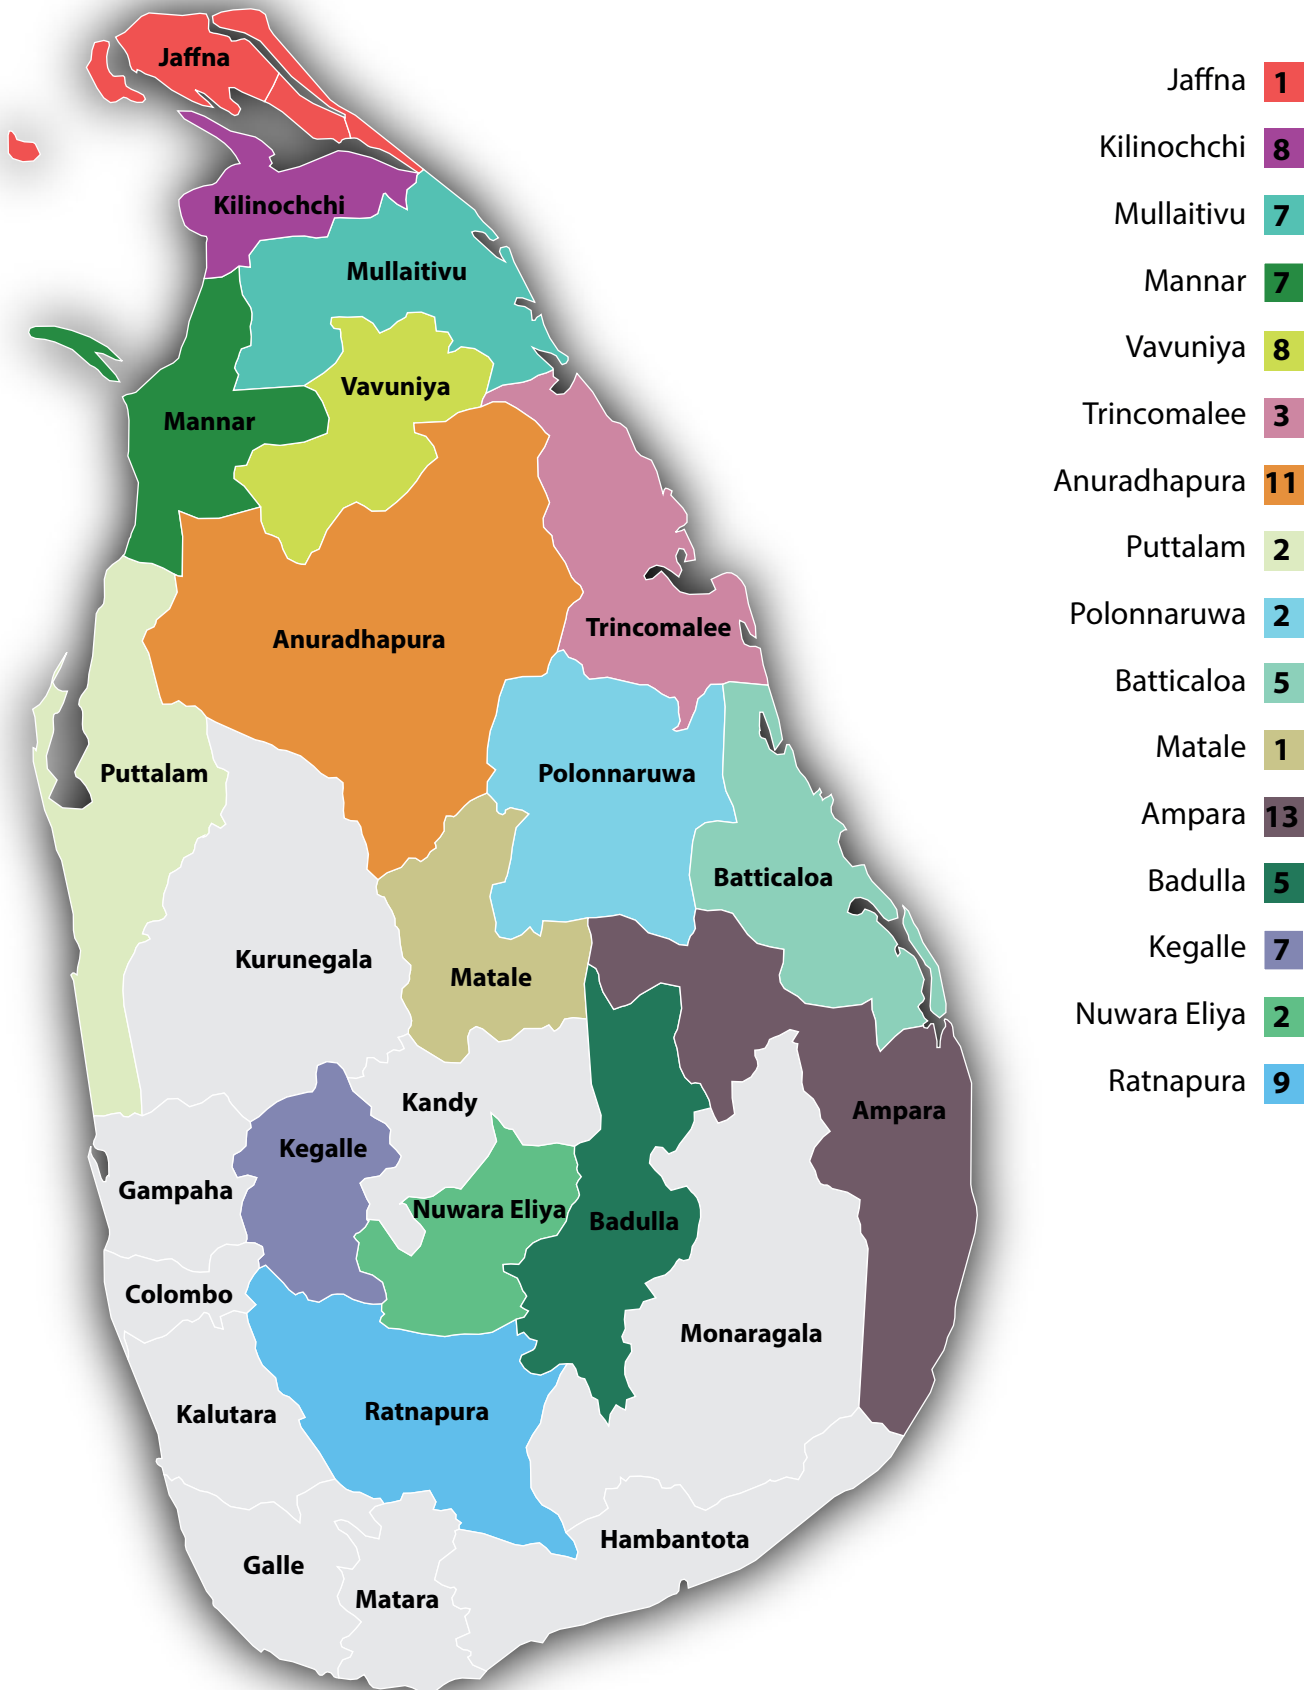 Jaffna
Kilinochchi
Mullaitivu
Vavuniya
Mannar
Trincomalee
Anuradhapura
Puttalam
Polonnaruwa
Batticaloa
Kurunegala
Matale
Kandy
Ampara
Kegalle
Gampaha
Nuwara Eliya
Badulla
Colombo
Monaragala
Kalutara
Ratnapura
Hambantota
Galle
Matara
Jaffna 1
Kilinochchi 8
Mullaitivu 7
Mannar 7
Vavuniya 8
Trincomalee 3
Anuradhapura 11
Puttalam 2
Polonnaruwa 2
Batticaloa 5
Matale 1
Ampara 13
Badulla 5
Kegalle 7
Nuwara Eliya 2
Ratnapura 9